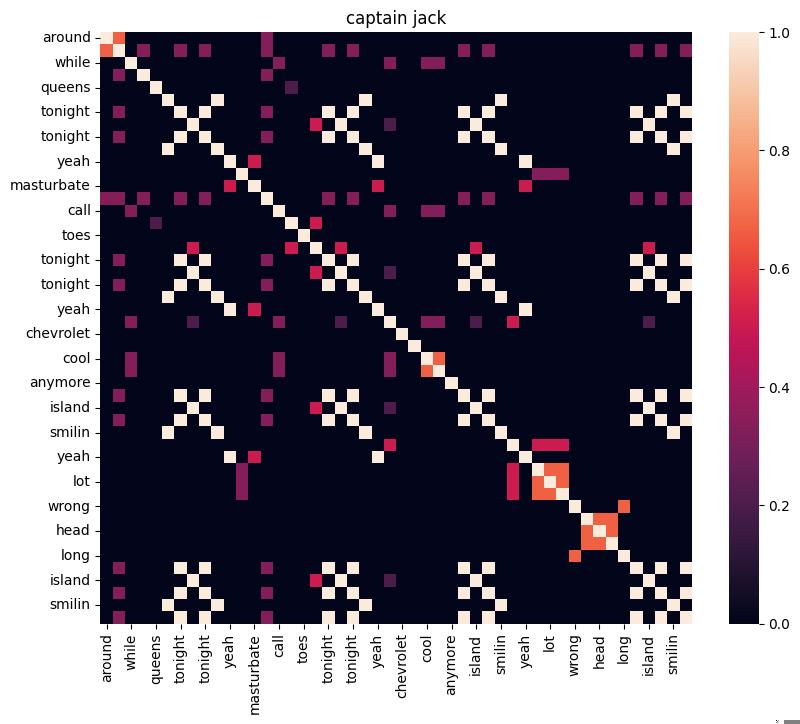 captain jack
around
while
queens
tonight
tonight
yeah
masturbate
call
toes
tonight
tonight
yeah
chevrolet
cool
anymore
island
smilin
yeah
lot
wrong
head
long
island
smilin
1.0
0.8
0.6
0.4
0.2
0.0
around
while
queens
tonight
tonight
yeah
masturbate
call
toes
tonight
tonight
yeah
chevrolet
cool
anymore
island
smilin
yeah
lot
wrong
head
long
island
smilin